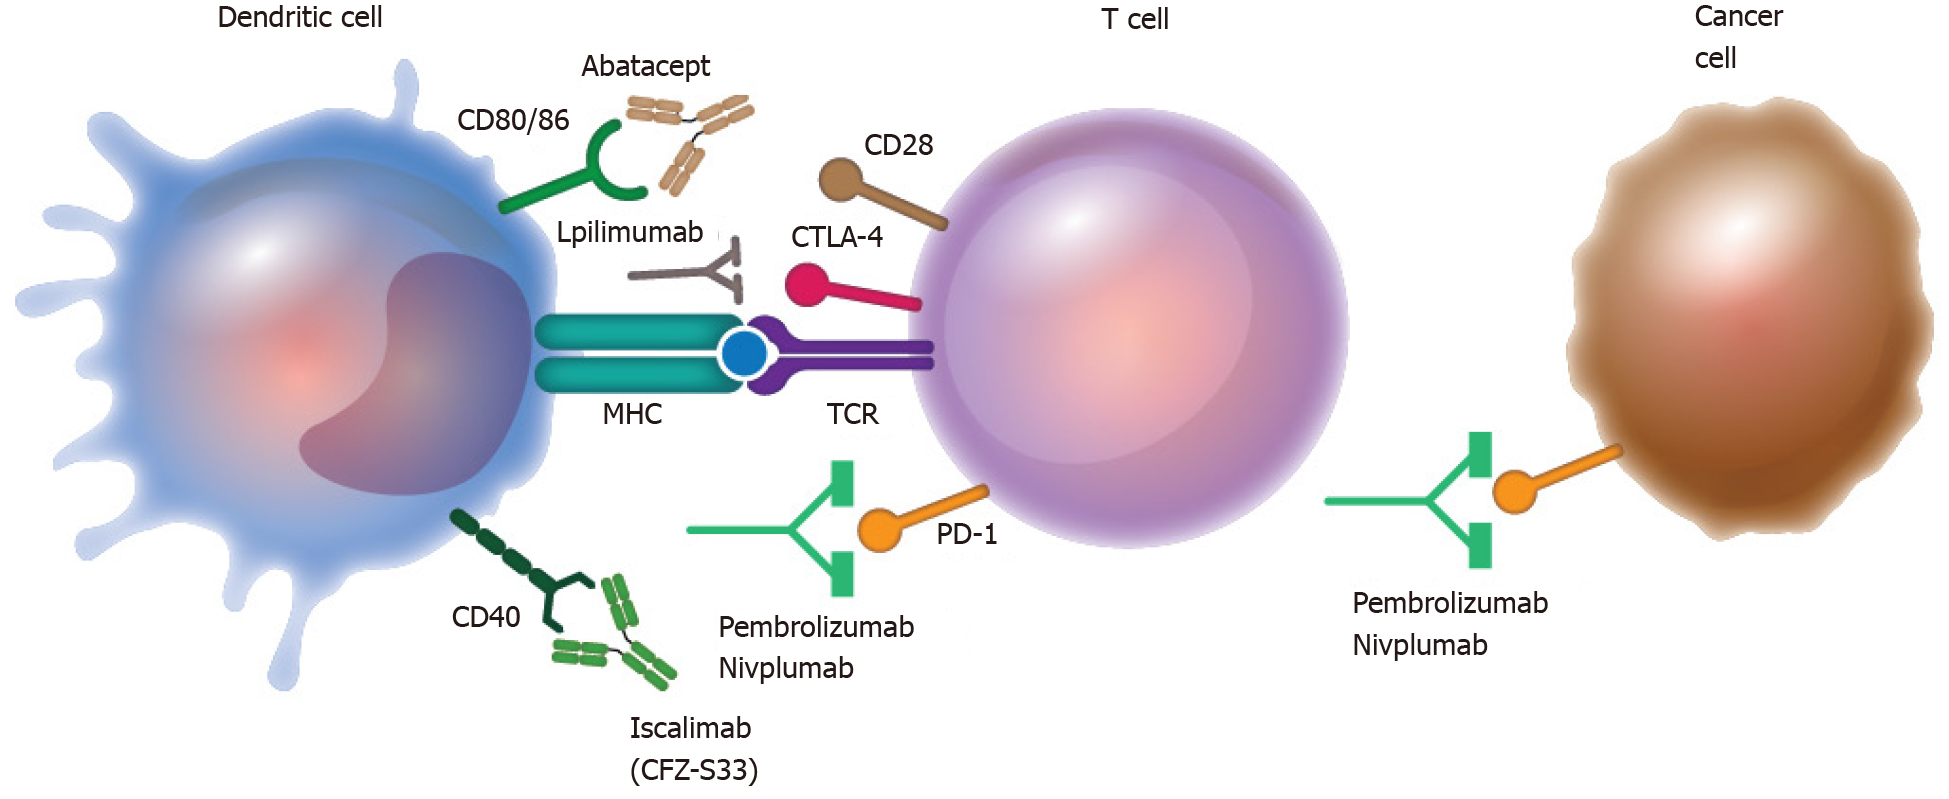 Dendritic cell
T cell
Cancer
cell
Abatacept
CD80/86
CD28
Lpilimumab
CTLA-4
MHC
TCR
PD-1
CD40
Pembrolizumab
Nivplumab
Pembrolizumab
Nivplumab
Iscalimab
(CFZ-S33)